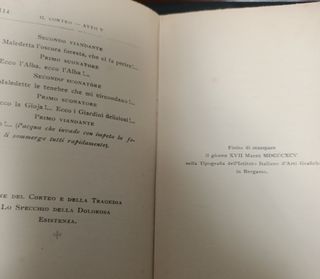 114
IL CORTEO — ATTO V
SECONDO VIANDANTE
Maledetta l'oscura foresta, che ci fa perire!...
PRIMO SUONATORE
Ecco l'Alba, ecco l'Alba!...
SECONDO SUONATORE
Maledette le tenebre che mi circondano!...
PRIMO SUONATORE
Ecco la Gioja!... Ecco i Giardini deliziosi!...
PRIMO VIANDANTE
!... (l'acqua che invade con impeto la
li sommerge tutti rapidamente).
NE DEL CORTEO E DELLA TRAGEDIA
LO SPECCHIO DELLA DOLOROSA
ESISTENZA.
Finito di stampare
il giorno XVII Marzo MDCCCXCV
nella Tipografia dell'Istituto Italiano d'Arti Grafiche
in Bergamo.